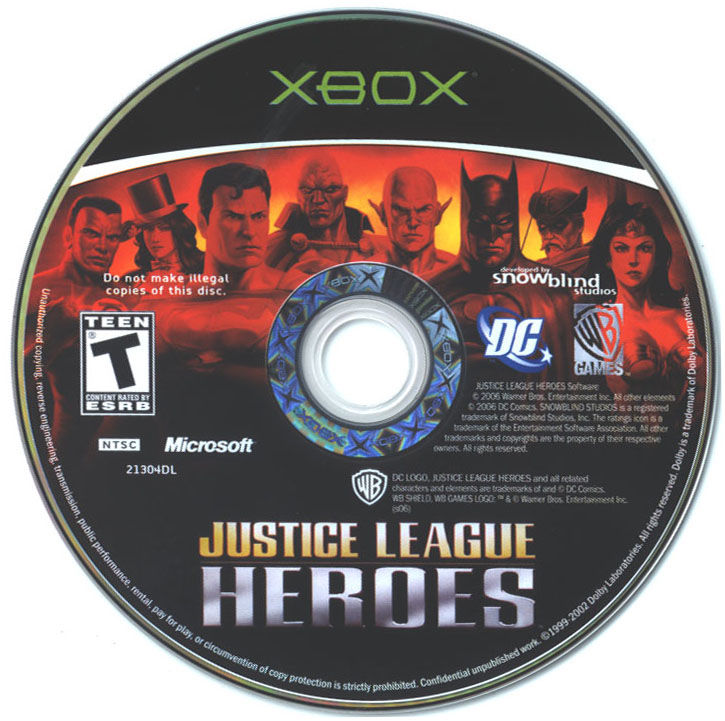 XBOX
Do not make illegal
copies of this disc.
developed by
snowblind
studios
XBOX
TEEN
T
CONTENT RATED BY
ESRB
DC
WB
GAMES
JUSTICE LEAGUE HEROES Software
© 2006 Warner Bros. Entertainment Inc. All other elements
© 2006 DC Comics. SNOWBLIND STUDIOS is a registered
trademark of Snowblind Studios, Inc. The ratings icon is a
trademark of the Entertainment Software Association. All other
trademarks and copyrights are the property of their respective
owners. All rights reserved.
NTSC
Microsoft
21304DL
WB
DC LOGO, JUSTICE LEAGUE HEROES and all related
characters and elements are trademarks of and © DC Comics.
WB SHIELD, WB GAMES LOGO: ™ & © Warner Bros. Entertainment Inc.
(s06)
JUSTICE LEAGUE
HEROES
Unauthorized copying, reverse engineering, transmission, public performance, rental, pay for play, or circumvention of copy protection is strictly prohibited. Confidential unpublished work. ©1999-2002 Dolby Laboratories. All rights reserved. Dolby is a trademark of Dolby Laboratories.